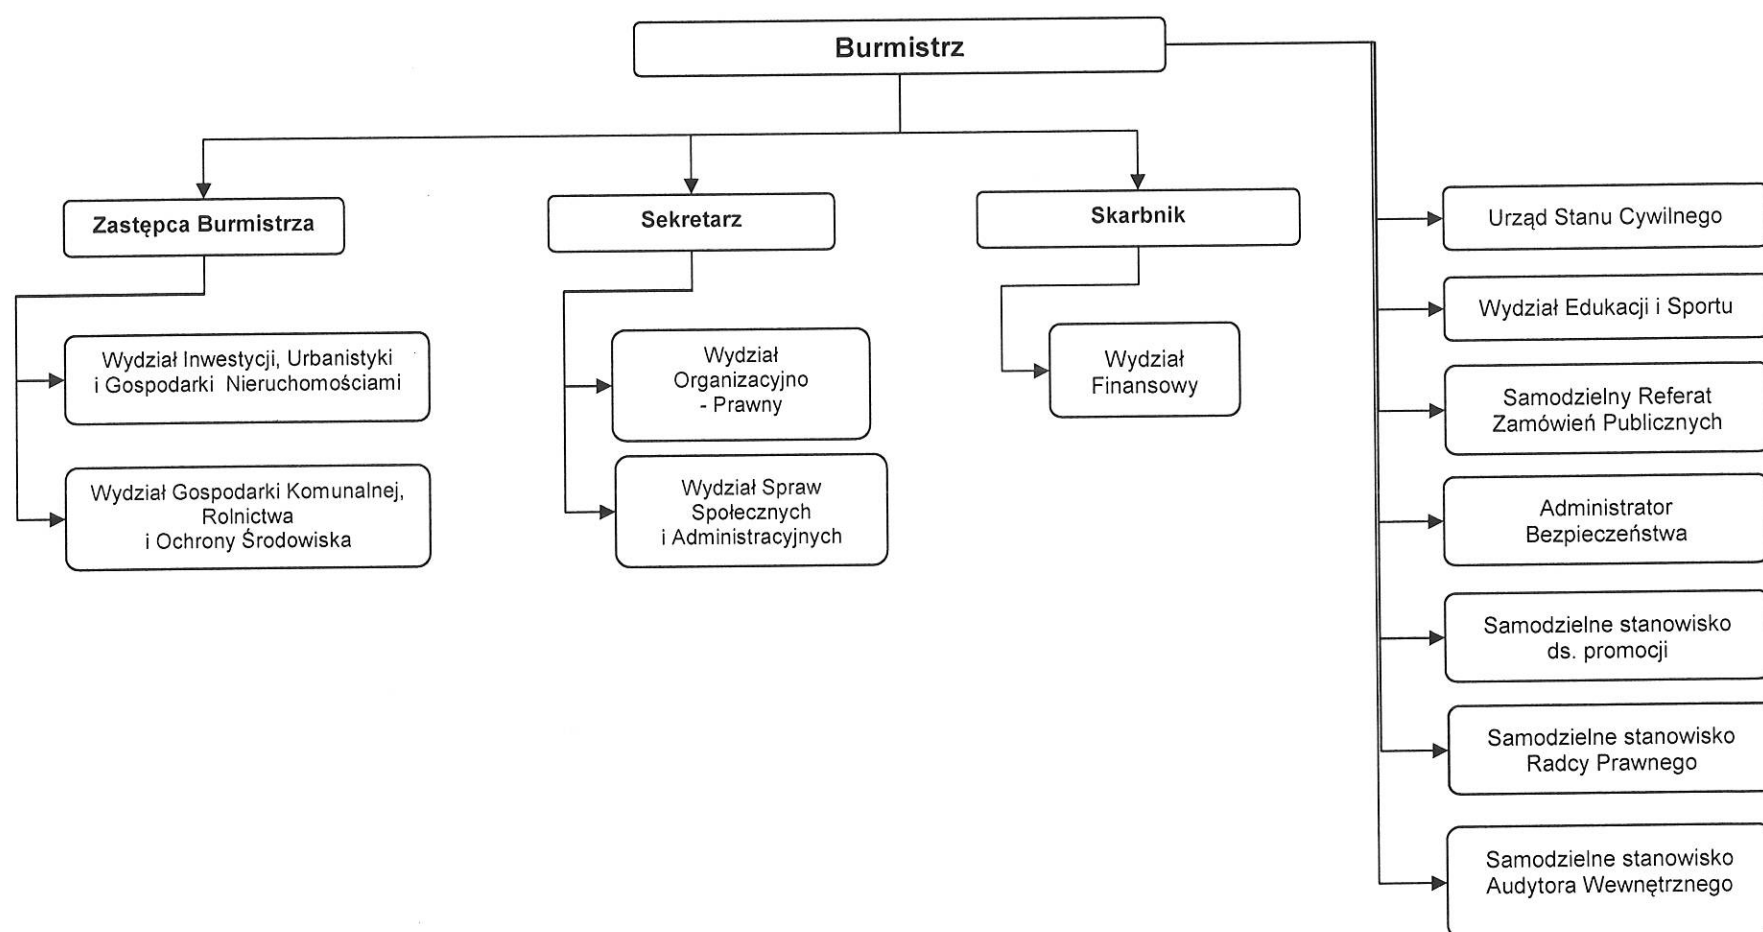 Burmistrz
Zastępca Burmistrza
Sekretarz
Skarbnik
Wydział Inwestycji, Urbanistyki
i Gospodarki Nieruchomościami
Wydział Gospodarki Komunalnej,
Rolnictwa
i Ochrony Środowiska
Wydział
Organizacyjno
- Prawny
Wydział Spraw
Społecznych
i Administracyjnych
Wydział
Finansowy
Urząd Stanu Cywilnego
Wydział Edukacji i Sportu
Samodzielny Referat
Zamówień Publicznych
Administrator
Bezpieczeństwa
Samodzielne stanowisko
ds. promocji
Samodzielne stanowisko
Radcy Prawnego
Samodzielne stanowisko
Audytora Wewnętrznego